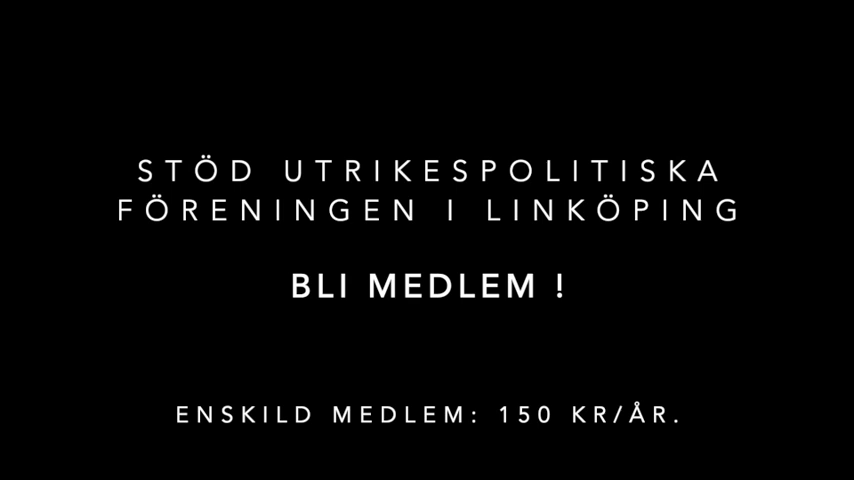 STÖD UTRIKESPOLITISKA
FÖRENINGEN I LINKÖPING
BLI MEDLEM !
ENSKILD MEDLEM: 150 KR/ÅR.